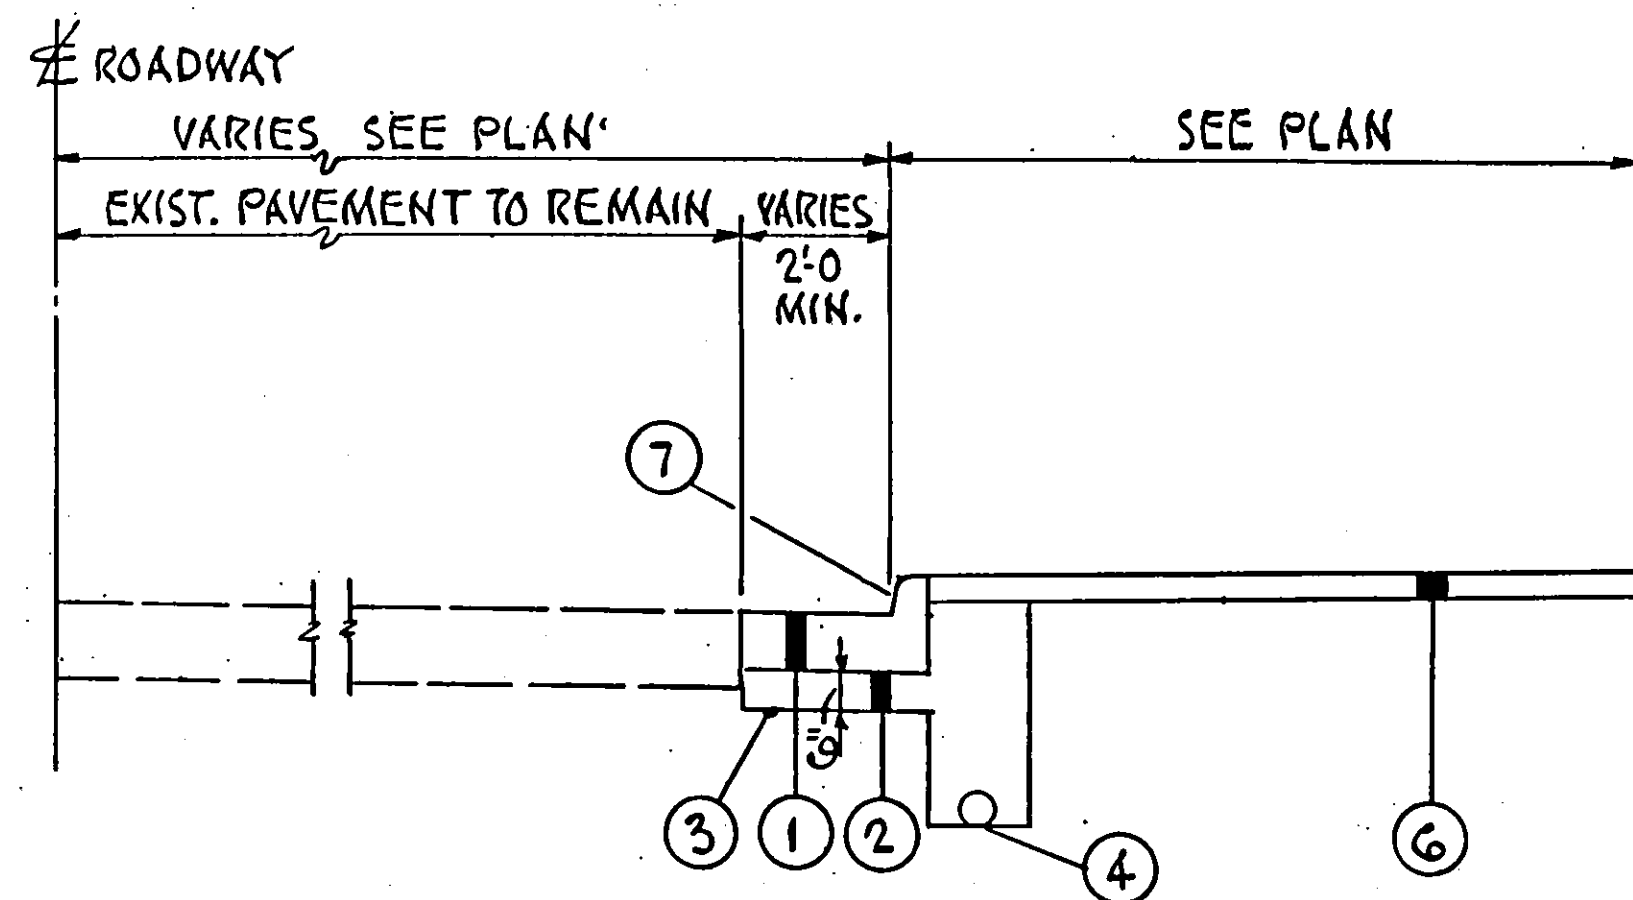 ℄ ROADWAY
VARIES SEE PLAN
SEE PLAN
EXIST. PAVEMENT TO REMAIN
VARIES
2'-0
MIN.
7
6"
3
1
2
4
6